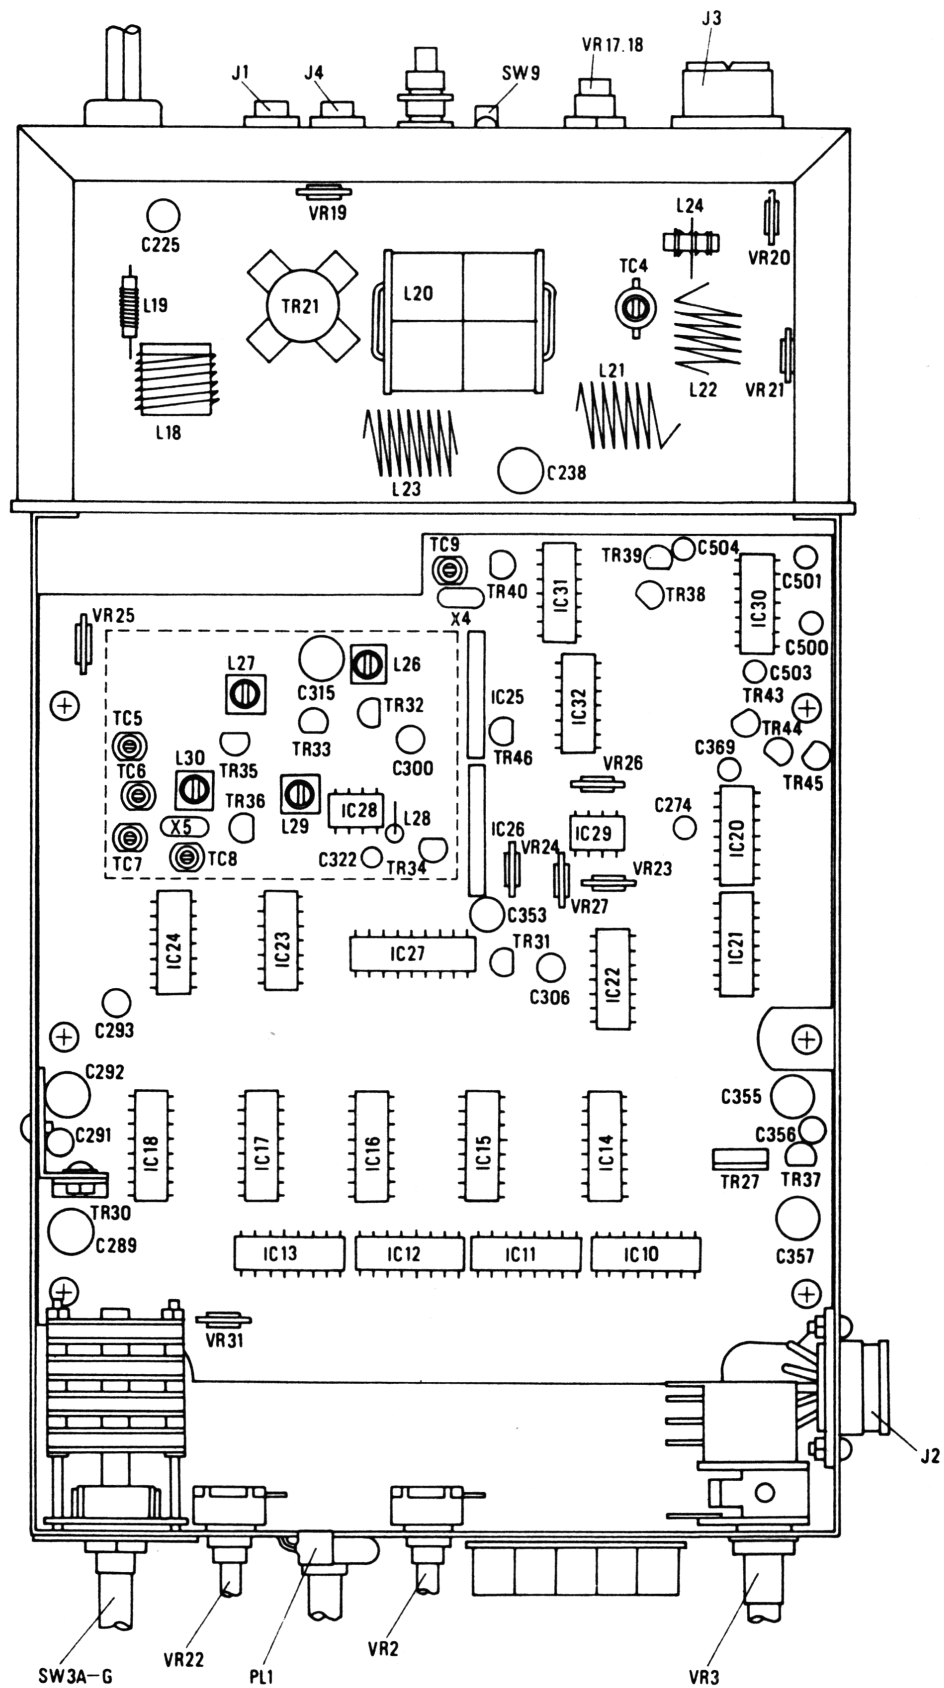 J3
VR17.18
J1
J4
SW9
VR19
L24
C225
VR20
TC4
L19
TR21
L20
L21
L22
VR21
L18
L23
C238
TC9
TR39
C504
TR40
IC31
TR38
IC30
C501
X4
VR25
C500
L27
C315
L26
IC25
IC32
C503
TR32
TR43
TC5
TR33
C300
TR46
TR44
TR35
C369
TR45
TC6
L30
VR26
TR36
L29
IC28
L28
C274
X5
IC26
IC29
IC20
TC7
TC8
C322
TR34
VR24
VR23
VR27
C353
IC24
IC23
IC27
TR31
IC21
C306
IC22
C293
C292
C355
C291
IC18
IC17
IC16
IC15
IC14
C356
TR27
TR37
TR30
C289
IC13
IC12
IC11
IC10
C357
VR31
J2
VR22
VR2
SW3A-G
PL1
VR3